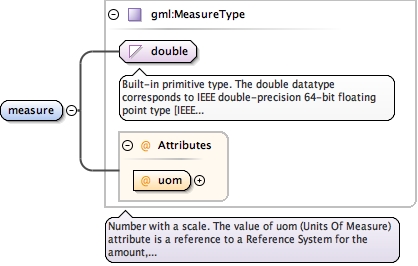 gml:MeasureType
double
Built-in primitive type. The double datatype
corresponds to IEEE double-precision 64-bit floating
point type [IEEE...
measure
@ Attributes
@ uom
Number with a scale. The value of uom (Units Of Measure)
attribute is a reference to a Reference System for the
amount,...